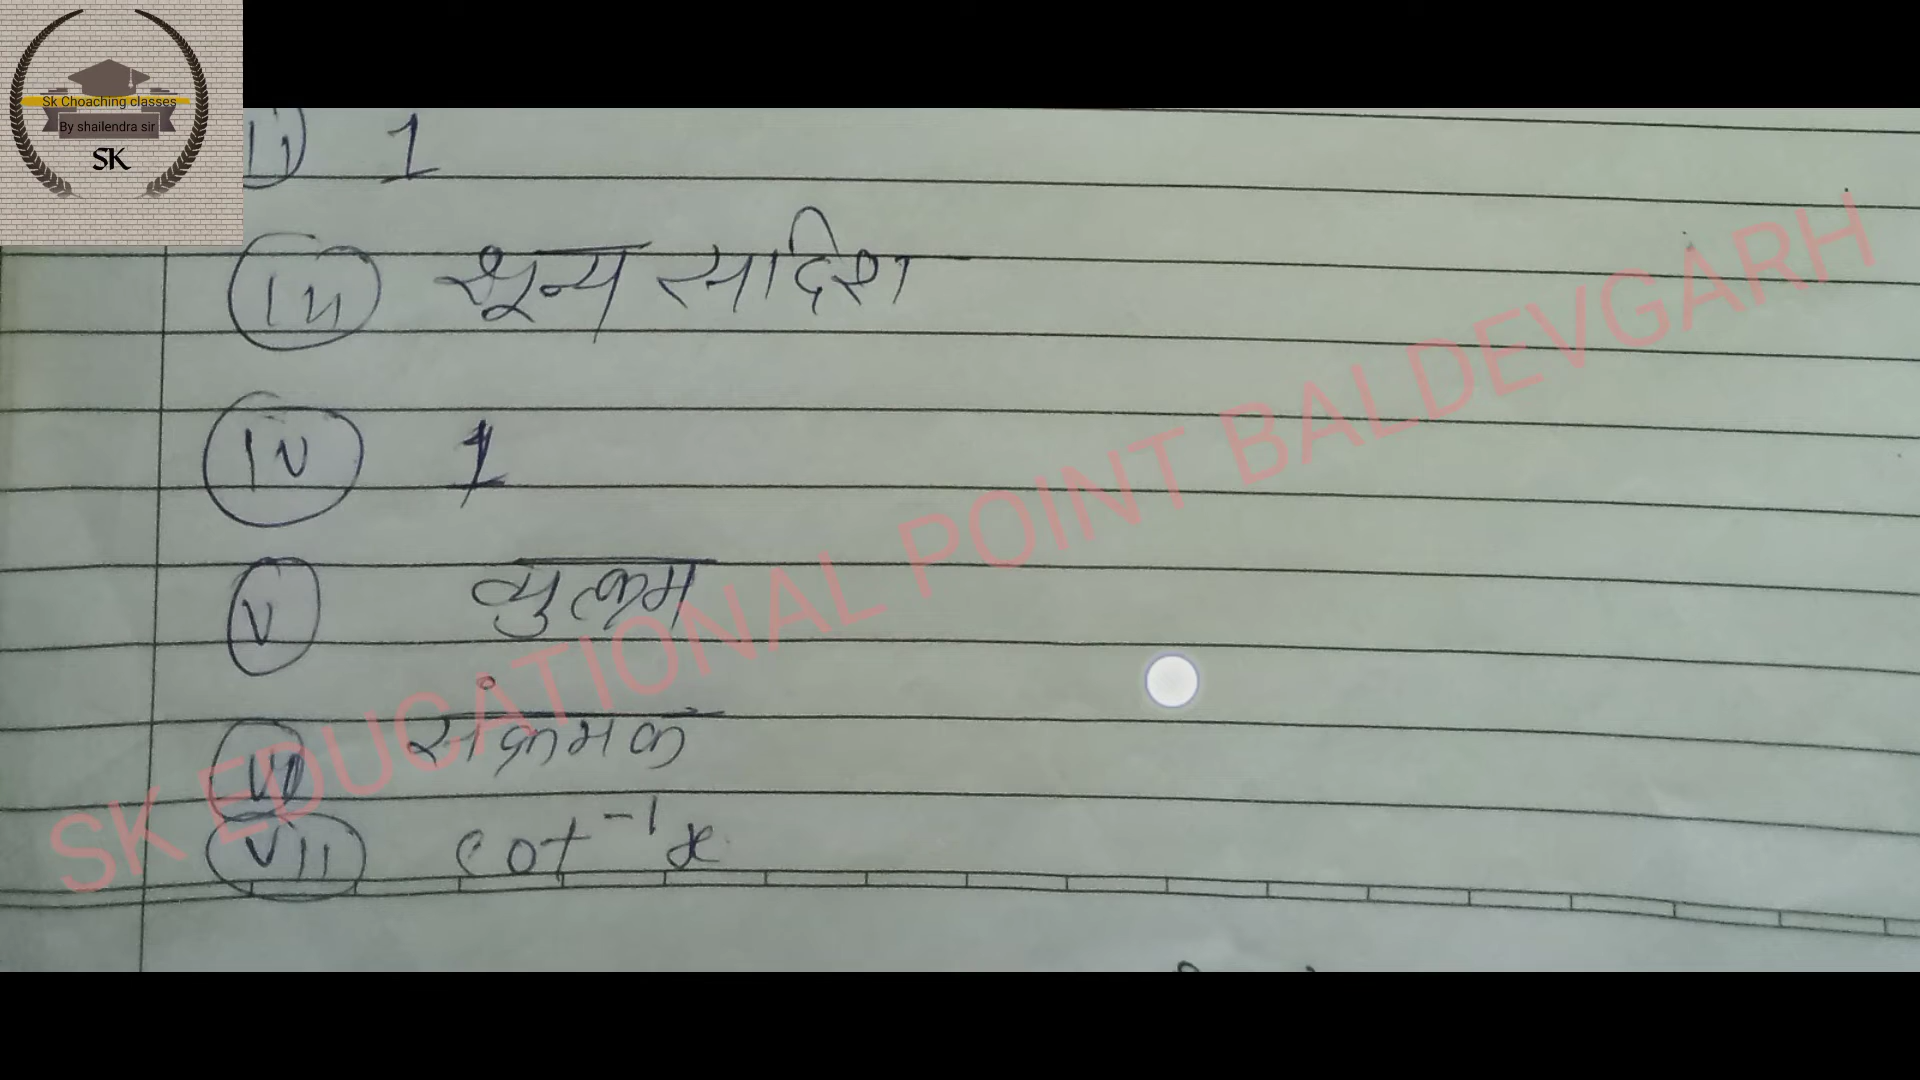 Sk Choaching classes
By shailendra sir
SK
ii) 1
iii शून्य सादिश
iv 1
v व्युत्क्रम
vi संक्रमक
vii cot⁻¹x
SK EDUCATIONAL POINT BALDEVGARH